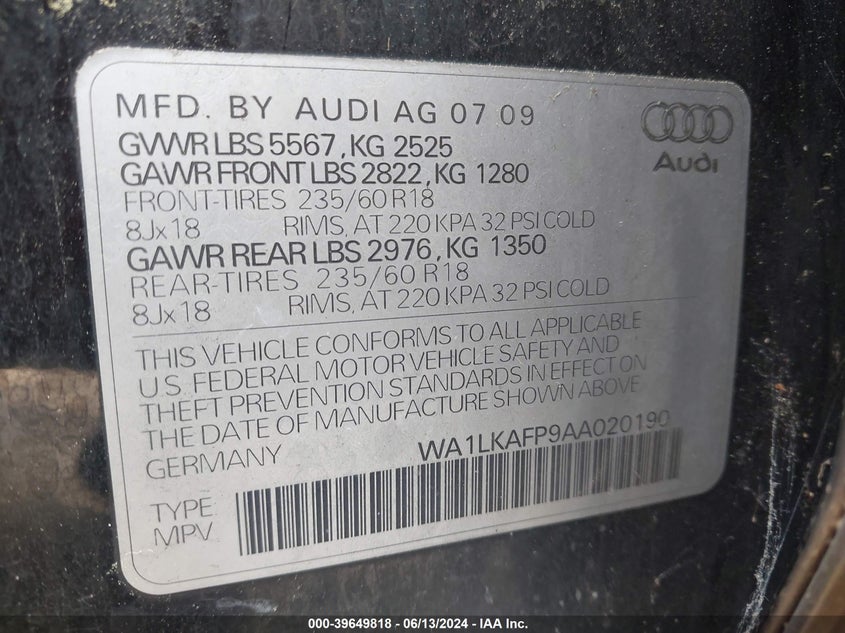 MFD. BY AUDI AG 07 09
Audi
GVWR LBS 5567, KG 2525
GAWR FRONT LBS 2822, KG 1280
FRONT-TIRES 235/60 R18
8Jx18 RIMS, AT 220 KPA 32 PSI COLD
GAWR REAR LBS 2976, KG 1350
REAR-TIRES 235/60 R18
8Jx18 RIMS, AT 220 KPA 32 PSI COLD
THIS VEHICLE CONFORMS TO ALL APPLICABLE
U.S. FEDERAL MOTOR VEHICLE SAFETY AND
THEFT PREVENTION STANDARDS IN EFFECT ON
THE DATE OF MANUFACTURE SHOWN ABOVE
GERMANY WA1LKAFP9AA020190
TYPE
MPV
000-39649818 - 06/13/2024 - IAA Inc.